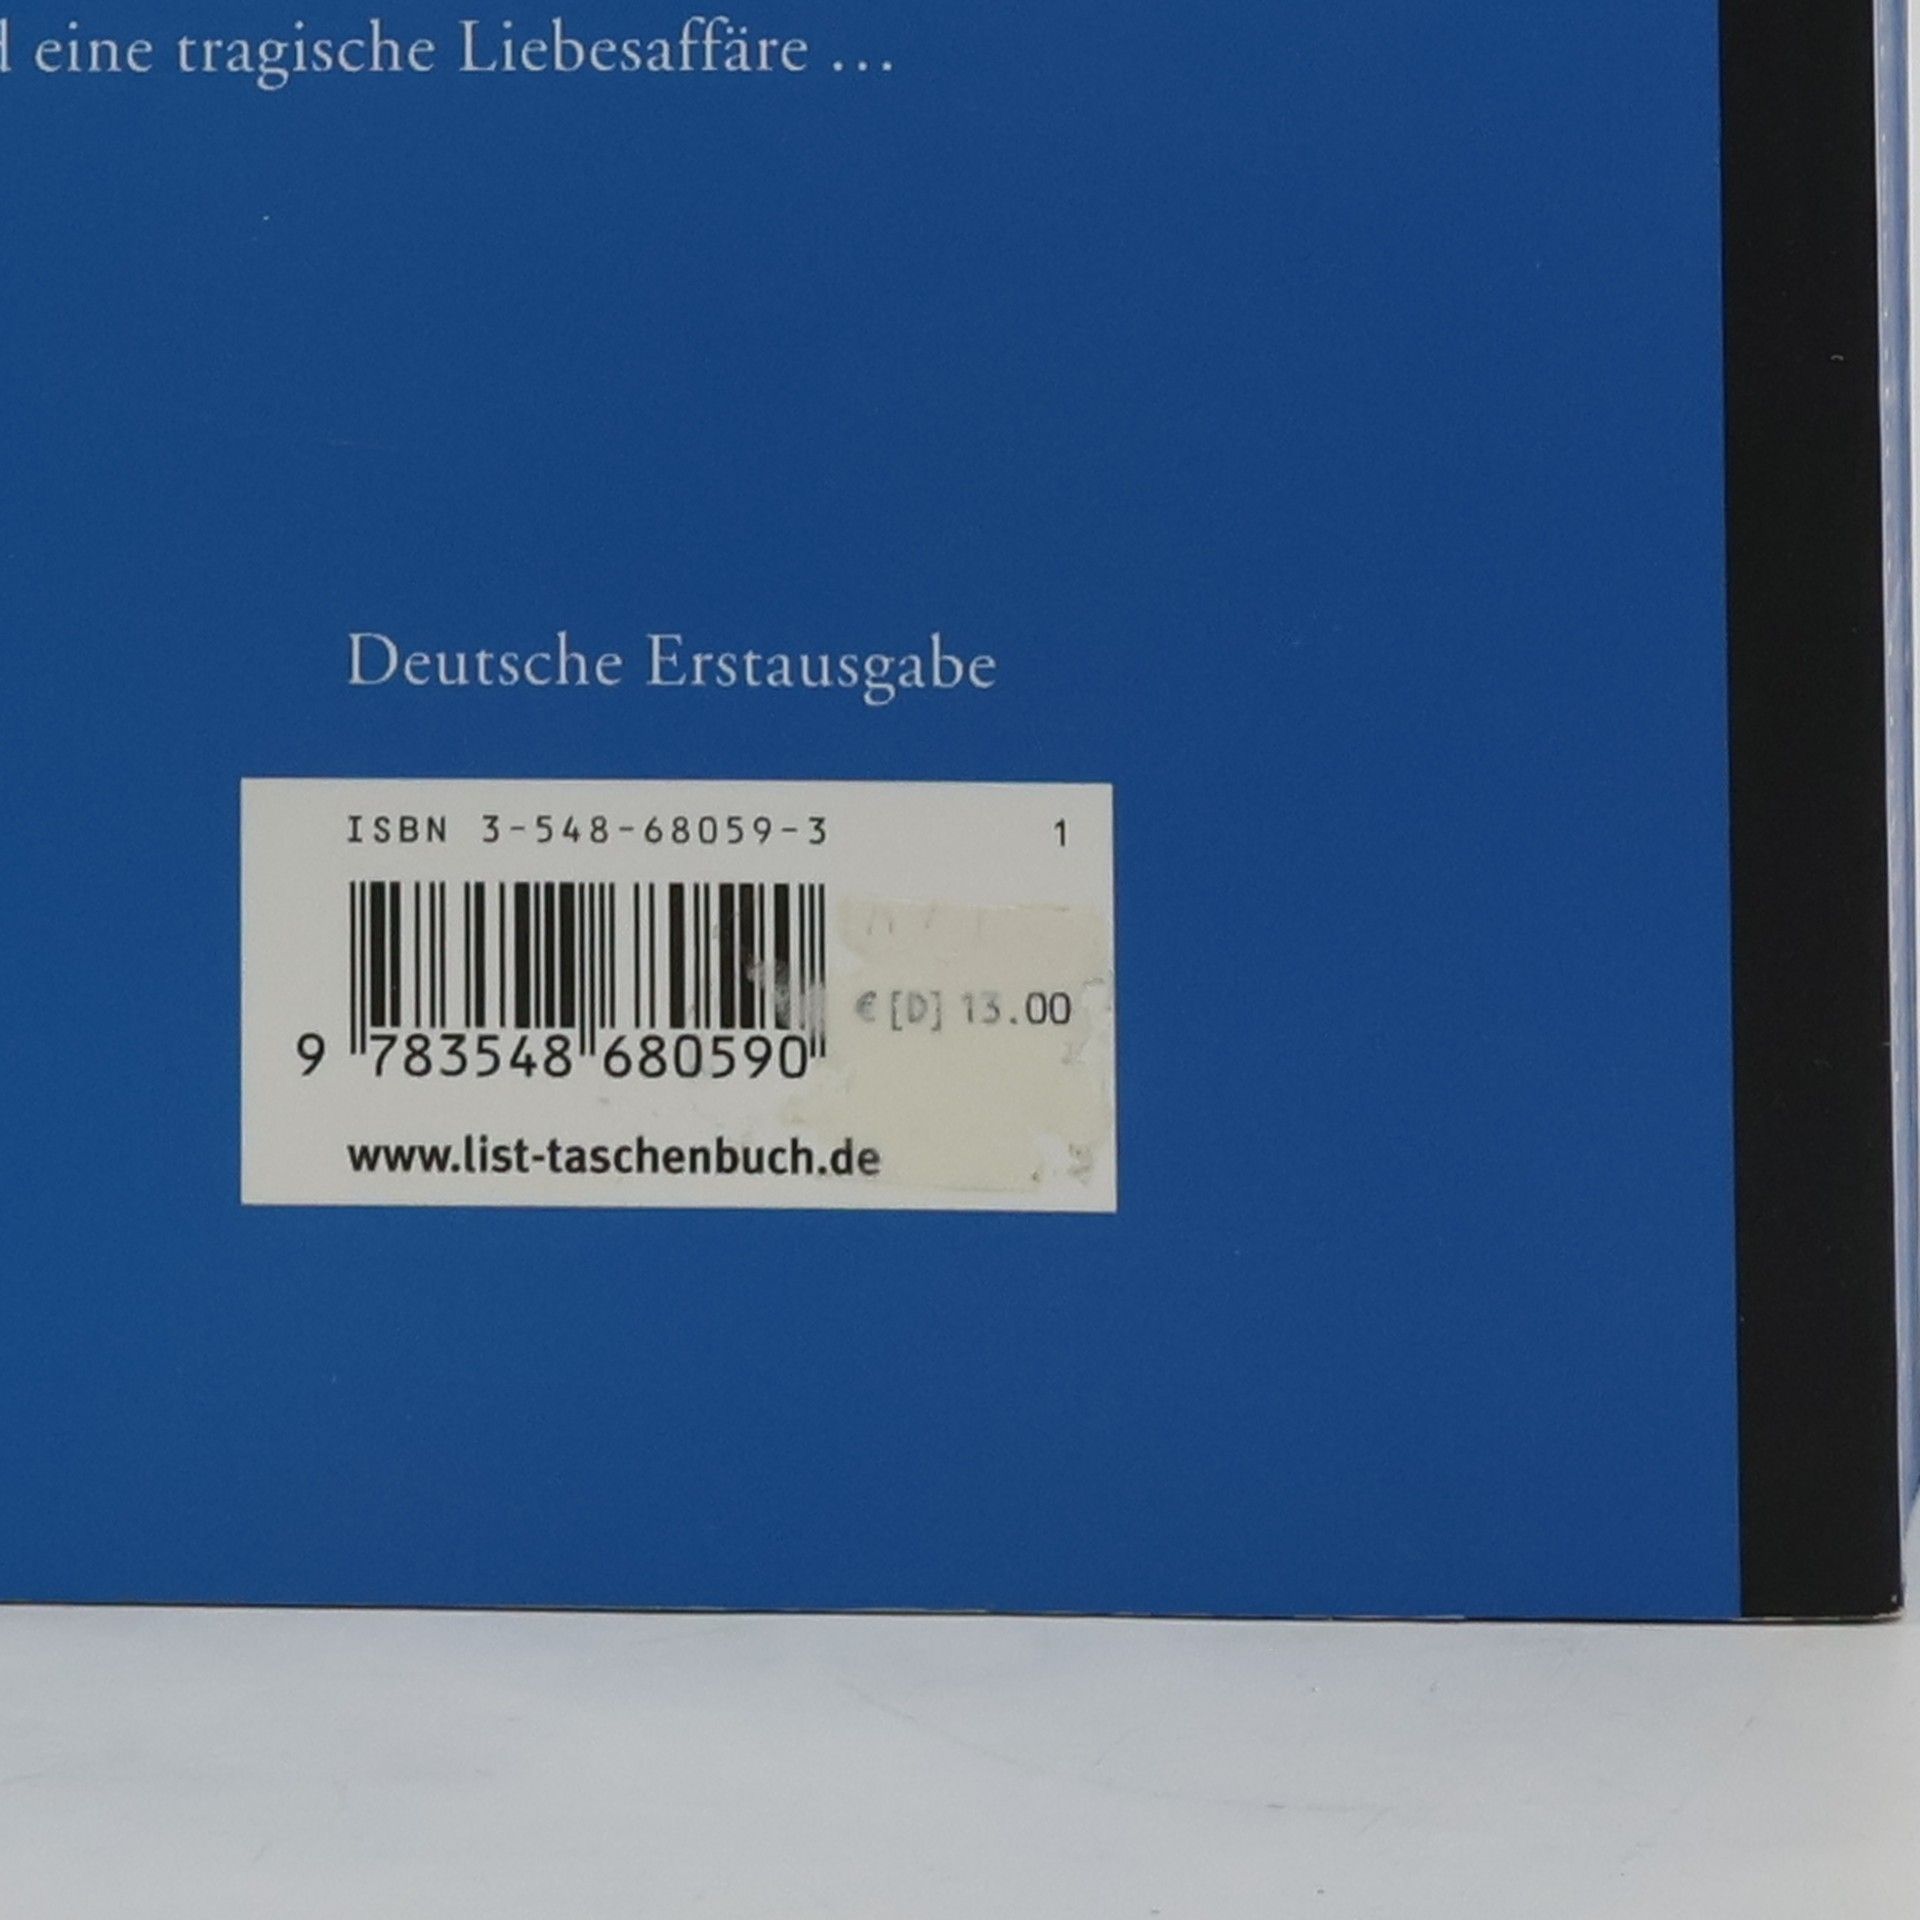 eine tragische Liebesaffäre ...
Deutsche Erstausgabe
ISBN 3-548-68059-3 1
€ [D] 13.00
9 783548 680590
www.list-taschenbuch.de